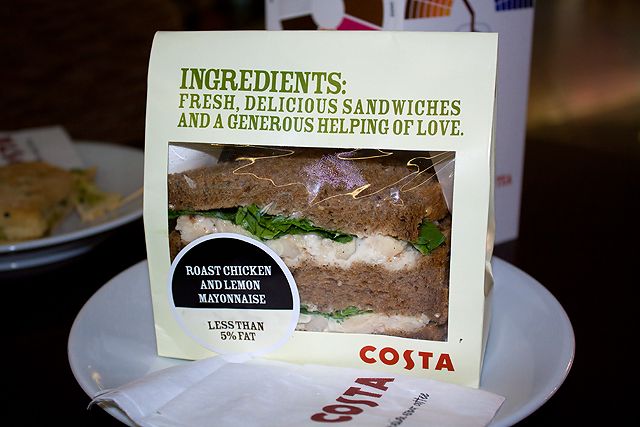 INGREDIENTS:
FRESH, DELICIOUS SANDWICHES
AND A GENEROUS HELPING OF LOVE.
ROAST CHICKEN
AND LEMON
MAYONNAISE
LESS THAN
5% FAT
COSTA
COSTA